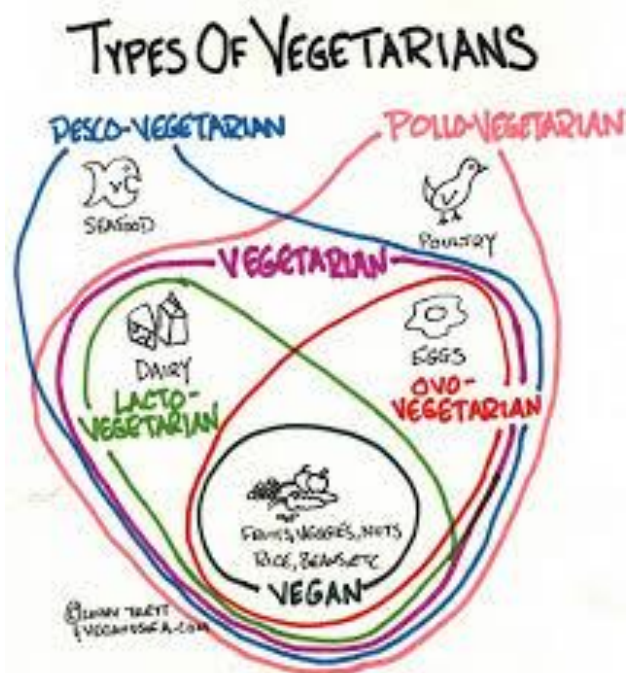 TYPES OF VEGETARIANS
PESCO-VEGETARIAN
POLLO-VEGETARIAN
SEAFOOD
POULTRY
VEGETARIAN
DAIRY
EGGS
LACTO-
VEGETARIAN
OVO-
VEGETARIAN
FRUITS, VEGGIES, NUTS
RICE, BEANS, ETC
VEGAN